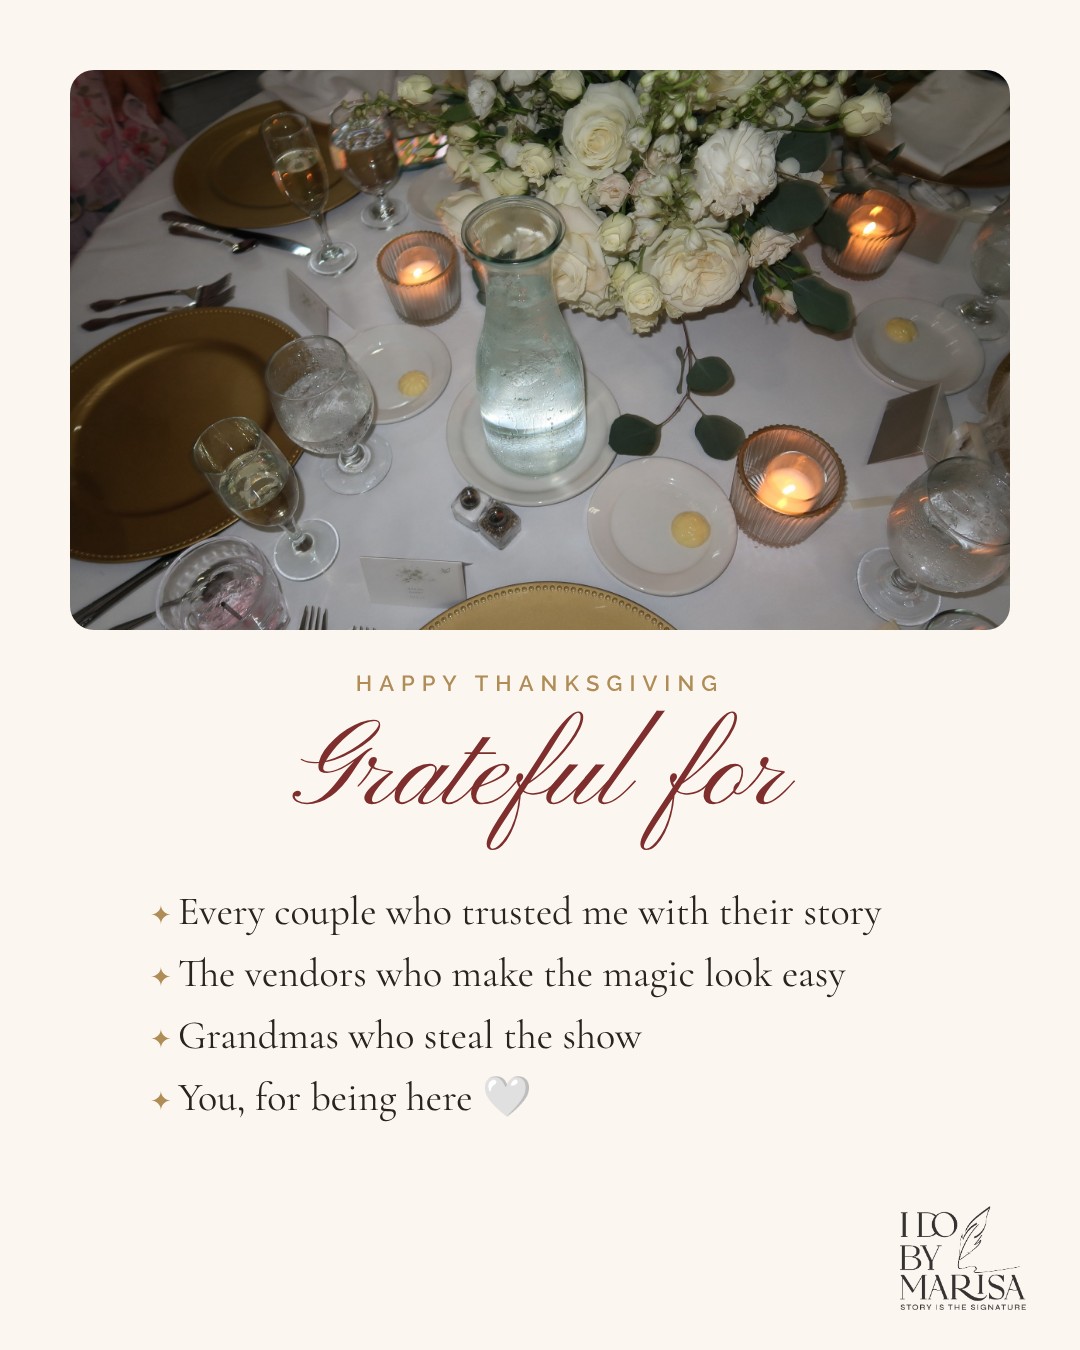 HAPPY THANKSGIVING
Grateful for
✦ Every couple who trusted me with their story
✦ The vendors who make the magic look easy
✦ Grandmas who steal the show
✦ You, for being here 🤍
I DO
BY
MARISA
STORY IS THE SIGNATURE